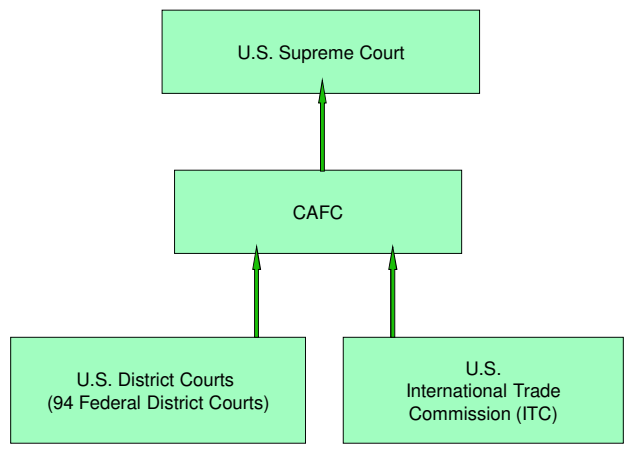 U.S. Supreme Court
CAFC
U.S. District Courts
(94 Federal District Courts)
U.S.
International Trade
Commission (ITC)